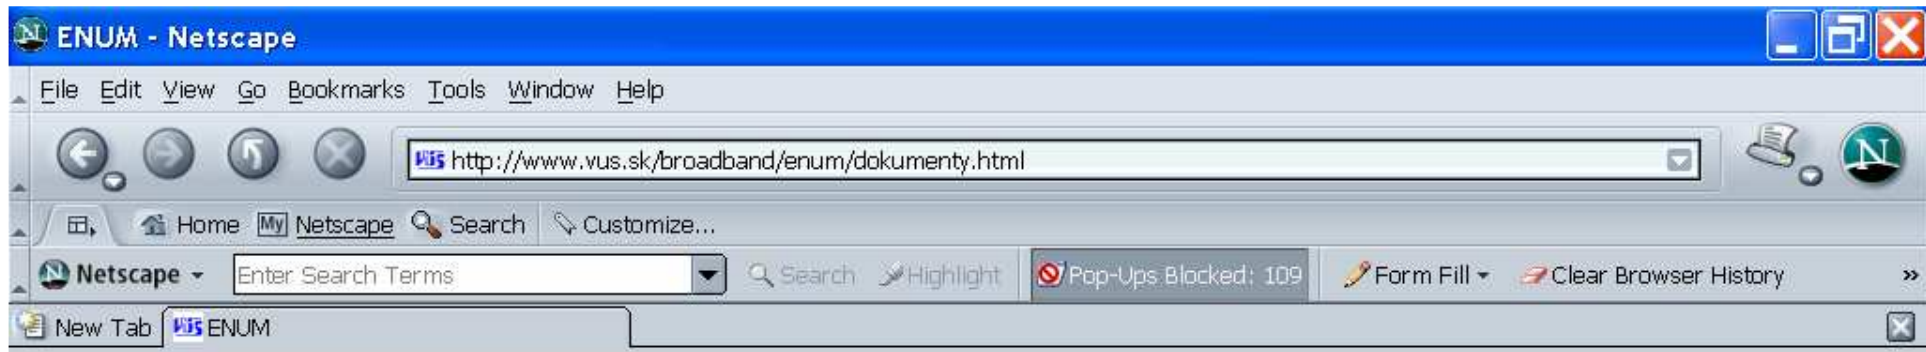 ENUM - Netscape
File Edit View Go Bookmarks Tools Window Help
http://www.vus.sk/broadband/enum/dokumenty.html
Home My Netscape Search Customize...
Netscape Enter Search Terms Search Highlight Pop-Ups Blocked: 109 Form Fill Clear Browser History »
New Tab ENUM